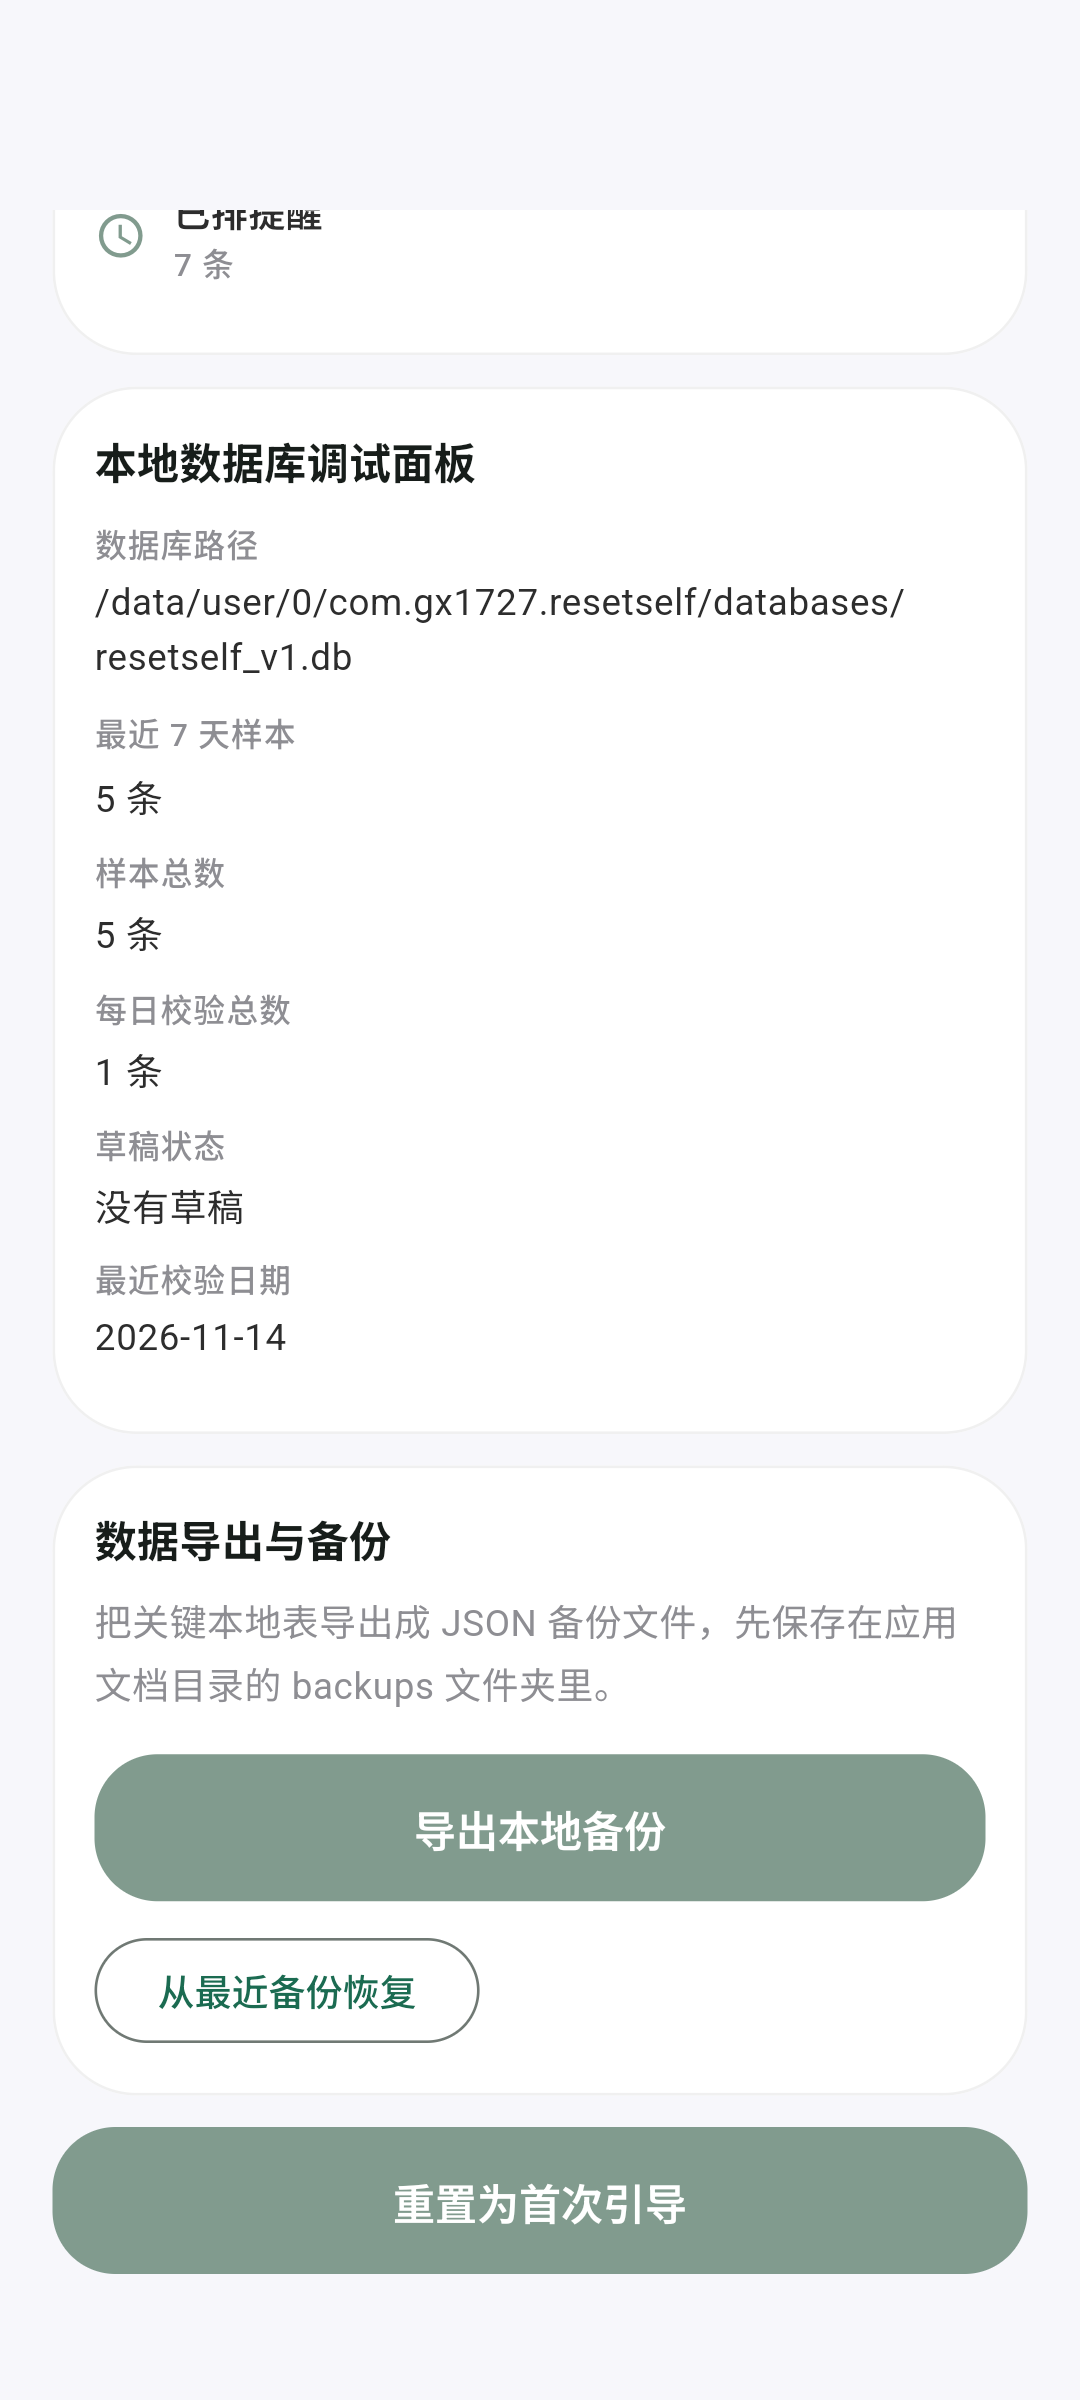 已排提醒
7 条
本地数据库调试面板
数据库路径
/data/user/0/com.gx1727.resetself/databases/
resetself_v1.db
最近 7 天样本
5 条
样本总数
5 条
每日校验总数
1 条
草稿状态
没有草稿
最近校验日期
2026-11-14
数据导出与备份
把关键本地表导出成 JSON 备份文件，先保存在应用
文档目录的 backups 文件夹里。
导出本地备份
从最近备份恢复
重置为首次引导